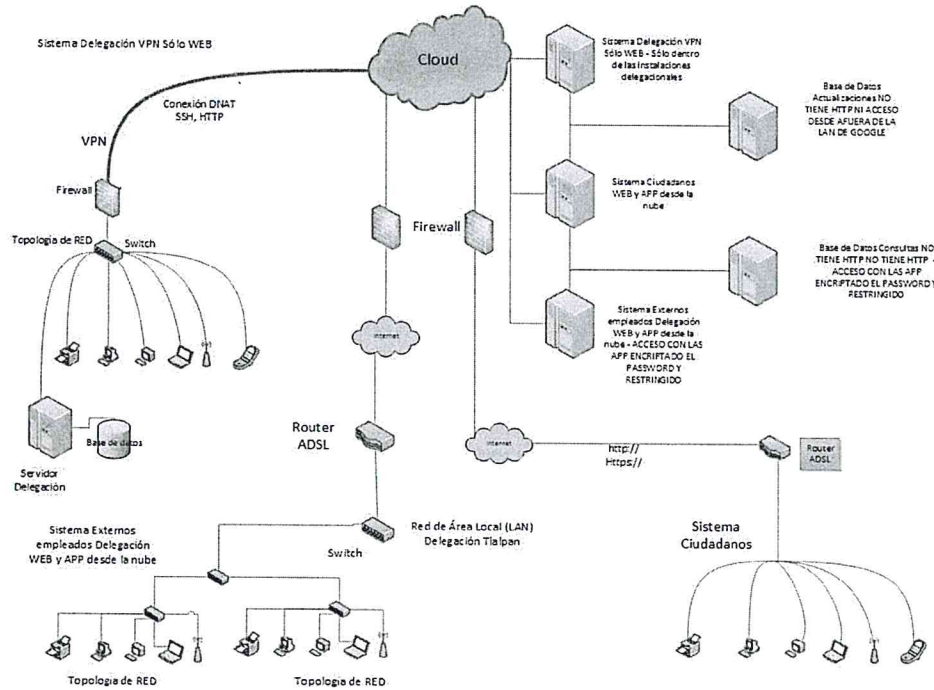 Sistema Delegación VPN Sólo WEB
Cloud
Conexión DNAT
SSH, HTTP
VPN
Firewall
Topologia de RED
Switch
Servidor
Delegación
Base de datos
Sistema Delegación VPN
Sólo WEB - Sólo dentro
de las instalaciones
delegacionales
Base de Datos
Actualizaciones NO
TIENE HTTP NI ACCESO
DESDE AFUERA DE LA
LAN DE GOOGLE
Sistema Ciudadanos
WEB y APP desde la
nube
Base de Datos Consultas NO
TIENE HTTP NO TIENE HTTP -
ACCESO CON LAS APP
ENCRIPTADO EL PASSWORD Y
RESTRINGIDO
Sistema Externos
empleados Delegación
WEB y APP desde la
nube - ACCESO CON LAS
APP ENCRIPTADO EL
PASSWORD Y
RESTRINGIDO
Firewall
Internet
Router
ADSL
Internet
http://
Https://
Router
ADSL
Sistema
Ciudadanos
Red de Área Local (LAN)
Delegación Tlalpan
Switch
Sistema Externos
empleados Delegación
WEB y APP desde la nube
Topologia de RED
Topologia de RED